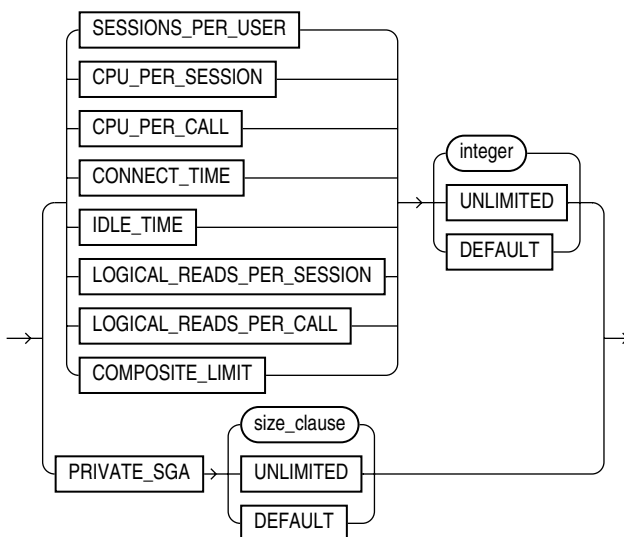 SESSIONS_PER_USER
CPU_PER_SESSION
CPU_PER_CALL
CONNECT_TIME
IDLE_TIME
LOGICAL_READS_PER_SESSION
LOGICAL_READS_PER_CALL
COMPOSITE_LIMIT
integer
UNLIMITED
DEFAULT
PRIVATE_SGA
size_clause
UNLIMITED
DEFAULT